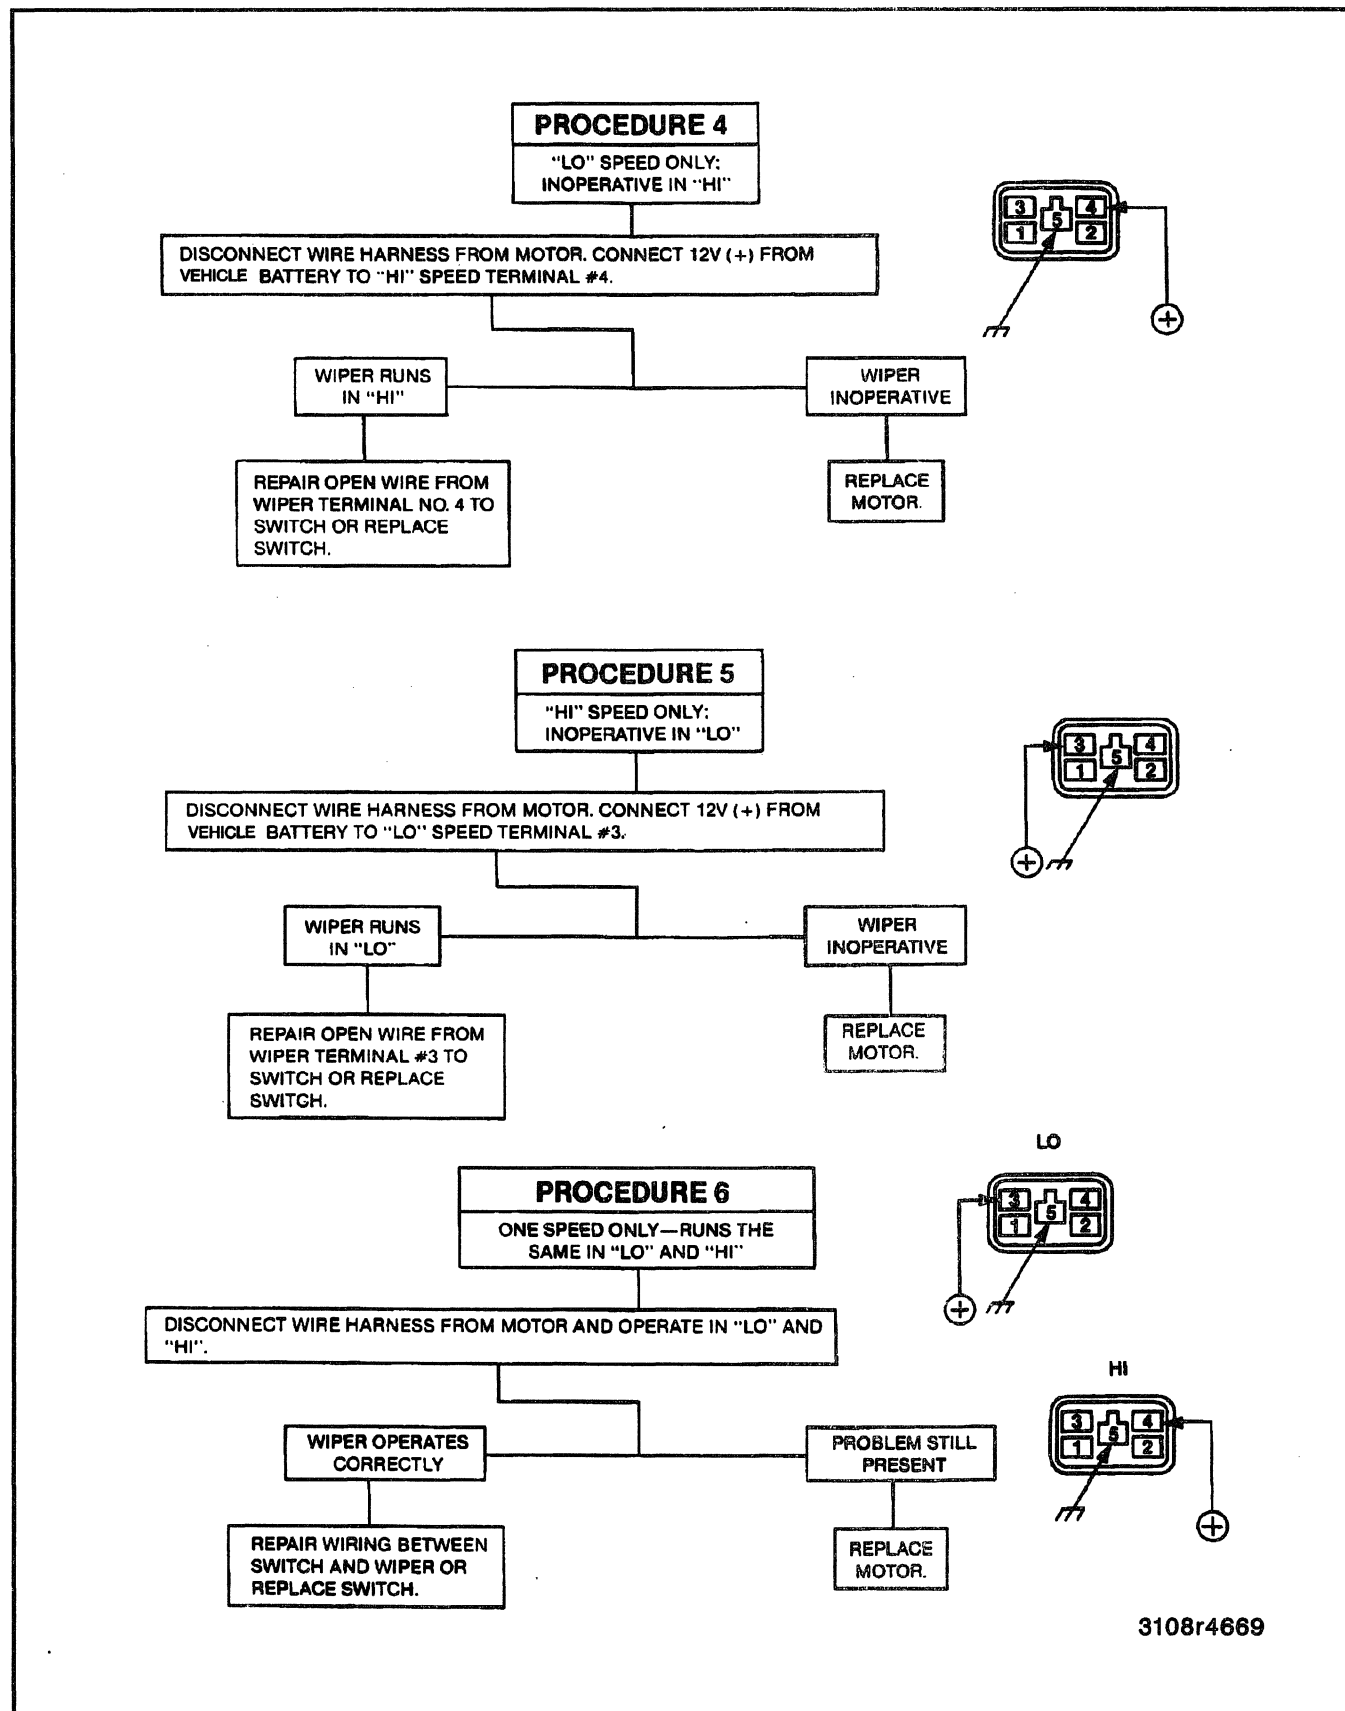 PROCEDURE 4
"LO" SPEED ONLY:
INOPERATIVE IN "HI"
3 4
5
1 2
DISCONNECT WIRE HARNESS FROM MOTOR. CONNECT 12V (+) FROM
VEHICLE BATTERY TO "HI" SPEED TERMINAL #4.
+
WIPER RUNS
IN "HI"
WIPER
INOPERATIVE
REPAIR OPEN WIRE FROM
WIPER TERMINAL NO. 4 TO
SWITCH OR REPLACE
SWITCH.
REPLACE
MOTOR.
PROCEDURE 5
"HI" SPEED ONLY:
INOPERATIVE IN "LO"
3 4
5
1 2
DISCONNECT WIRE HARNESS FROM MOTOR. CONNECT 12V (+) FROM
VEHICLE BATTERY TO "LO" SPEED TERMINAL #3.
+
WIPER RUNS
IN "LO"
WIPER
INOPERATIVE
REPAIR OPEN WIRE FROM
WIPER TERMINAL #3 TO
SWITCH OR REPLACE
SWITCH.
REPLACE
MOTOR.
LO
PROCEDURE 6
ONE SPEED ONLY—RUNS THE
SAME IN "LO" AND "HI"
3 4
5
1 2
+
DISCONNECT WIRE HARNESS FROM MOTOR AND OPERATE IN "LO" AND
"HI".
HI
3 4
5
1 2
+
WIPER OPERATES
CORRECTLY
PROBLEM STILL
PRESENT
REPAIR WIRING BETWEEN
SWITCH AND WIPER OR
REPLACE SWITCH.
REPLACE
MOTOR.
3108r4669